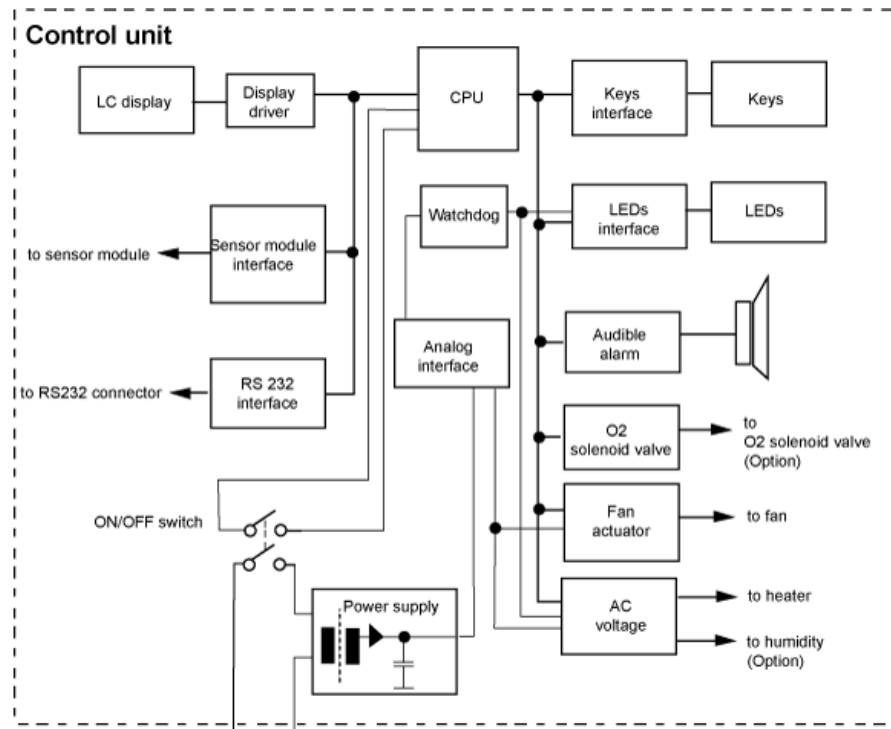 Control unit
LC display
Display
driver
CPU
Keys
interface
Keys
Watchdog
LEDs
interface
LEDs
to sensor module
Sensor module
interface
Analog
interface
Audible
alarm
to RS232 connector
RS 232
interface
O2
solenoid valve
to
O2 solenoid valve
(Option)
ON/OFF switch
Fan
actuator
to fan
Power supply
AC
voltage
to heater
to humidity
(Option)